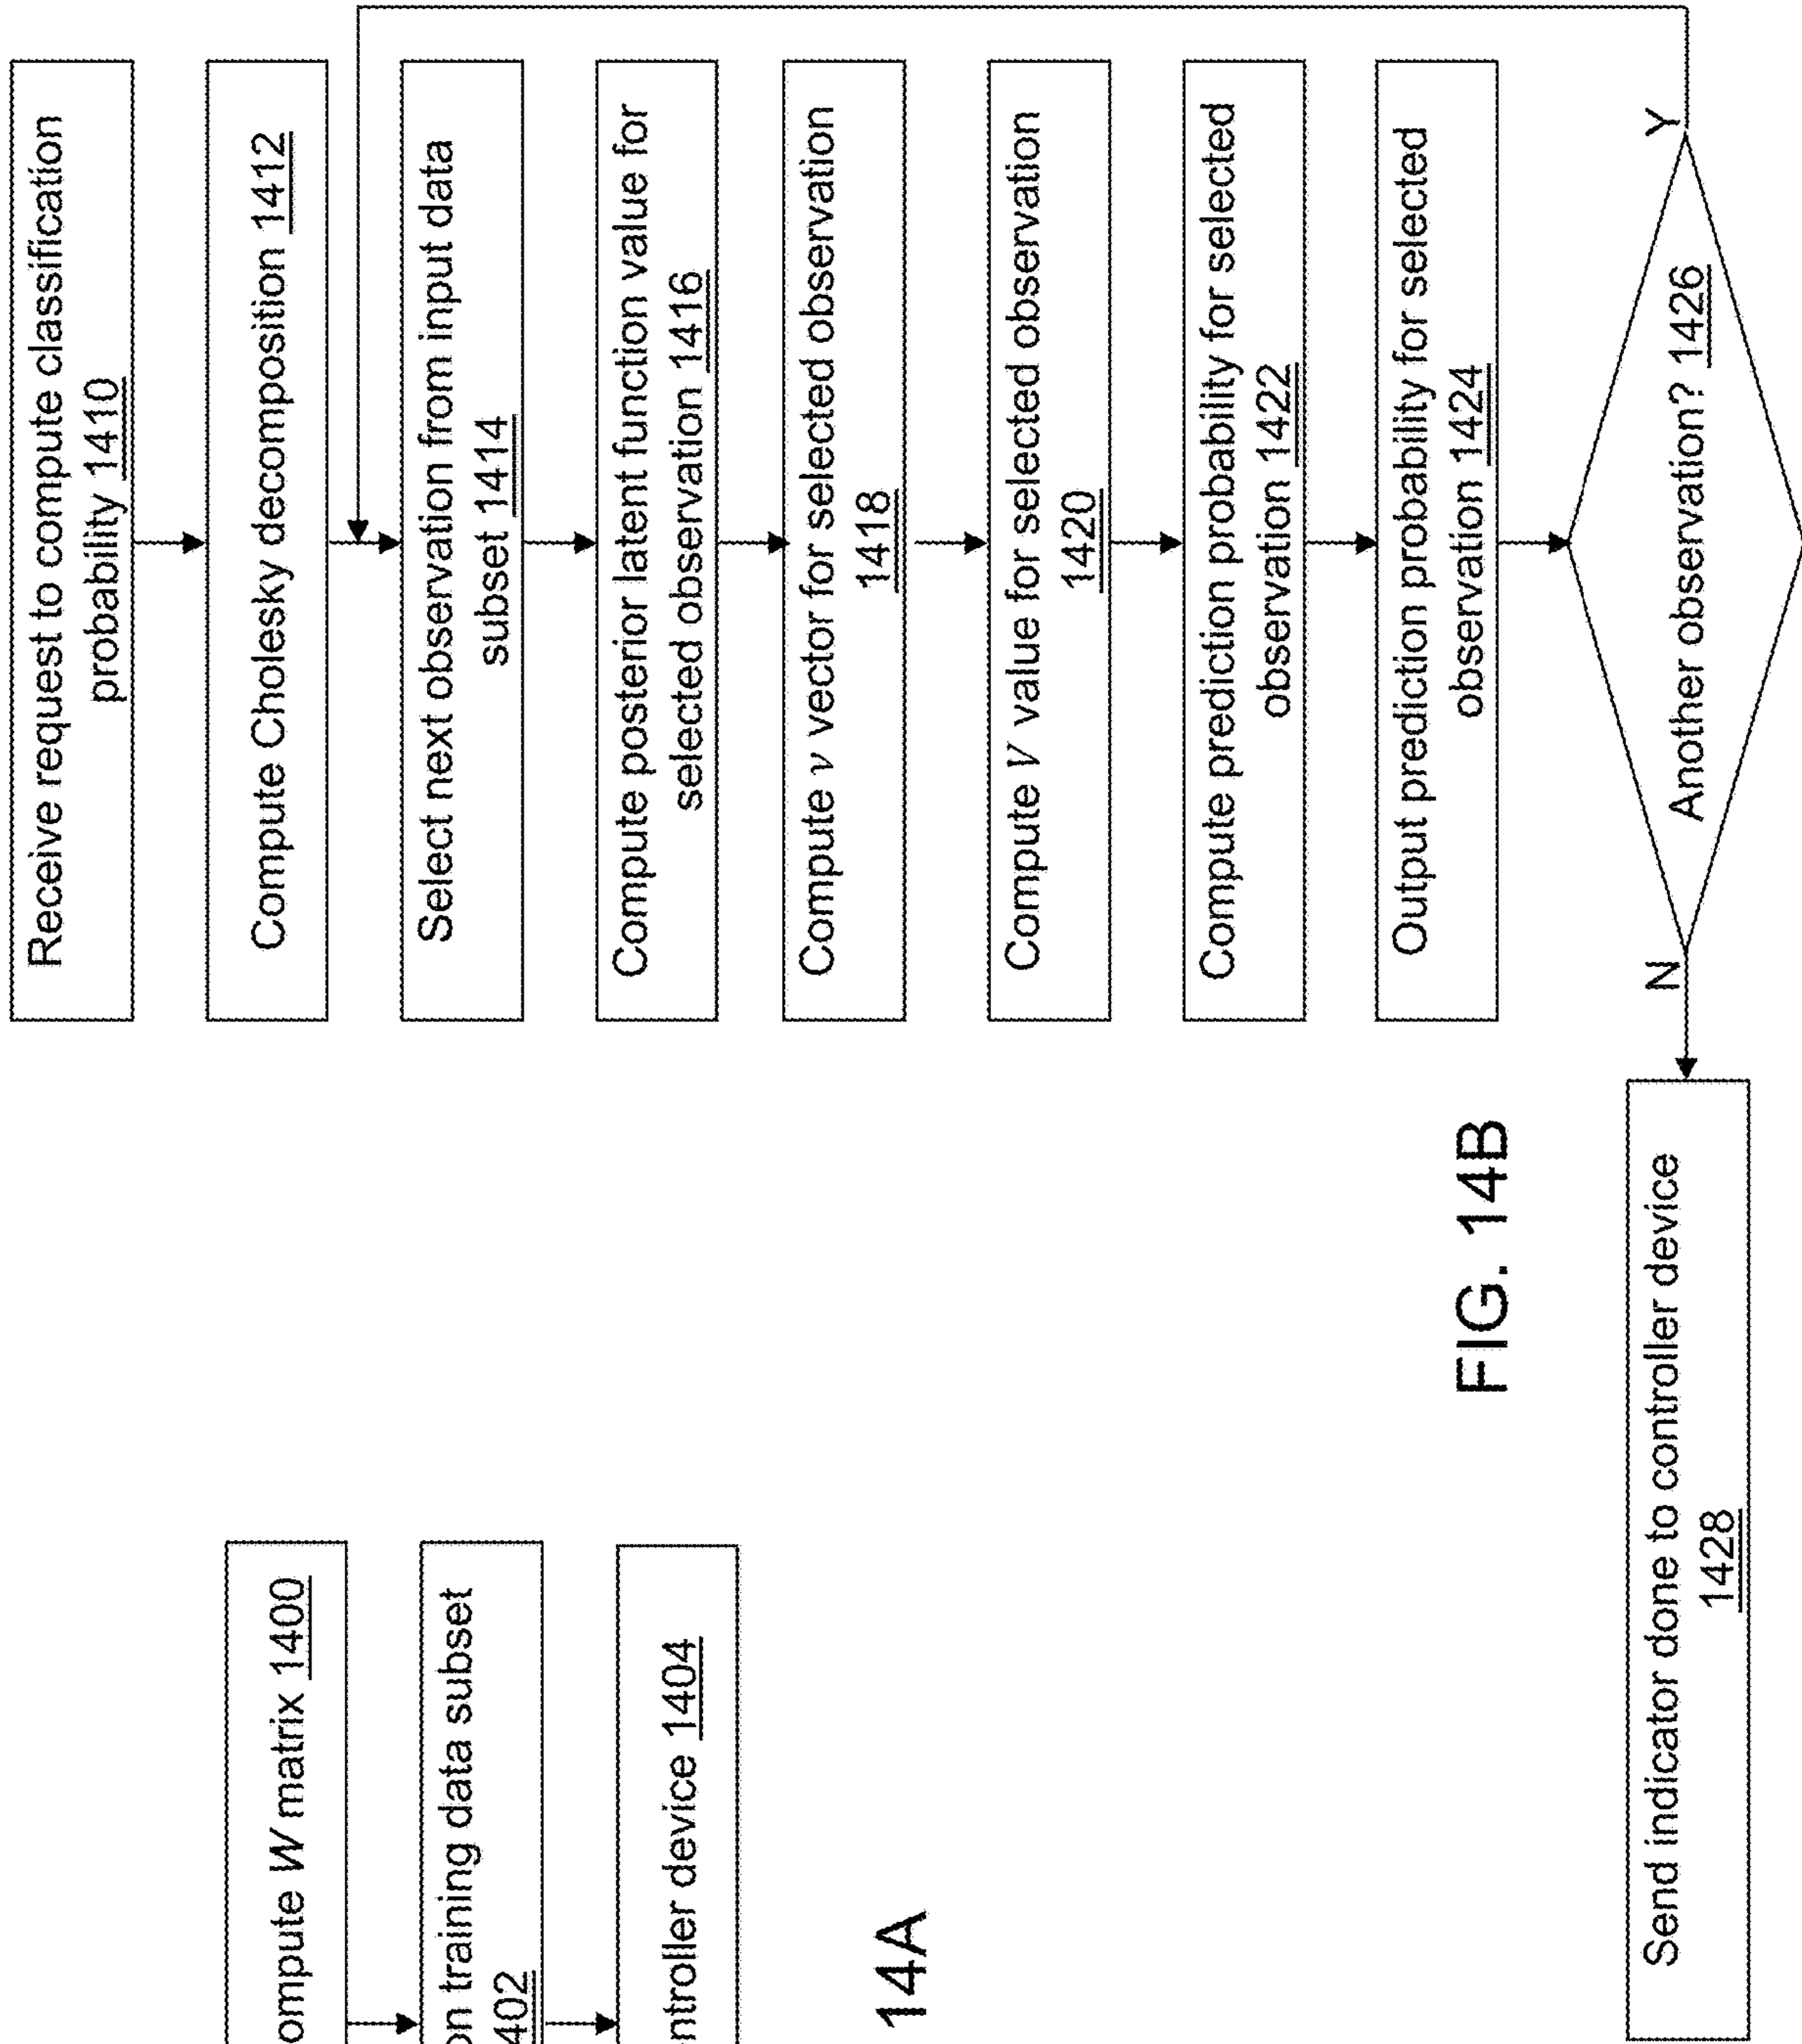 Receive request to compute classification
probability 1410
Compute Cholesky decomposition 1412
Select next observation from input data
subset 1414
Compute posterior latent function value for
selected observation 1416
Compute v vector for selected observation
1418
Compute V value for selected observation
1420
Compute prediction probability for selected
observation 1422
Output prediction probability for selected
observation 1424
Another observation? 1426
Y
N
Send indicator done to controller device
1428
FIG. 14B
ompute W matrix 1400
on training data subset
402
ntroller device 1404
14A